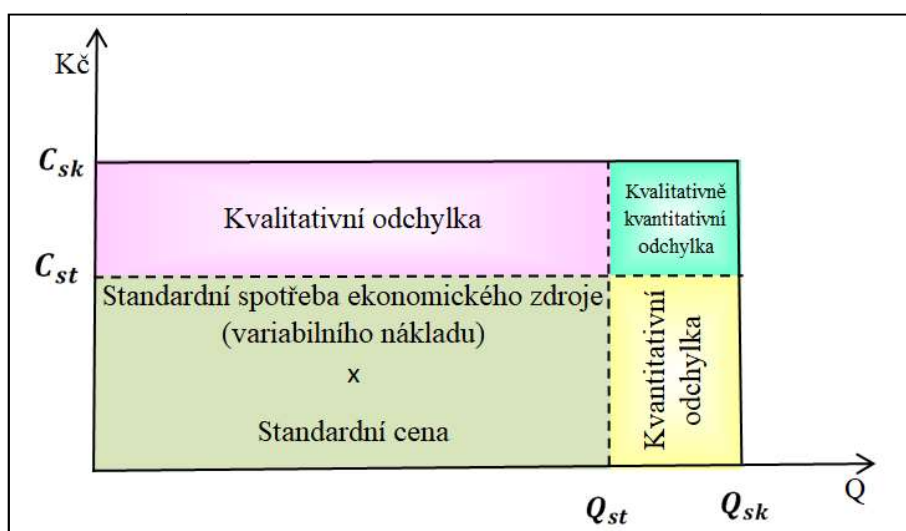 Kč
C_sk
Kvalitativní odchylka
Kvalitativně
kvantitativní
odchylka
C_st
Standardní spotřeba ekonomického zdroje
(variabilního nákladu)
x
Standardní cena
Kvantitativní
odchylka
Q_st
Q_sk
Q